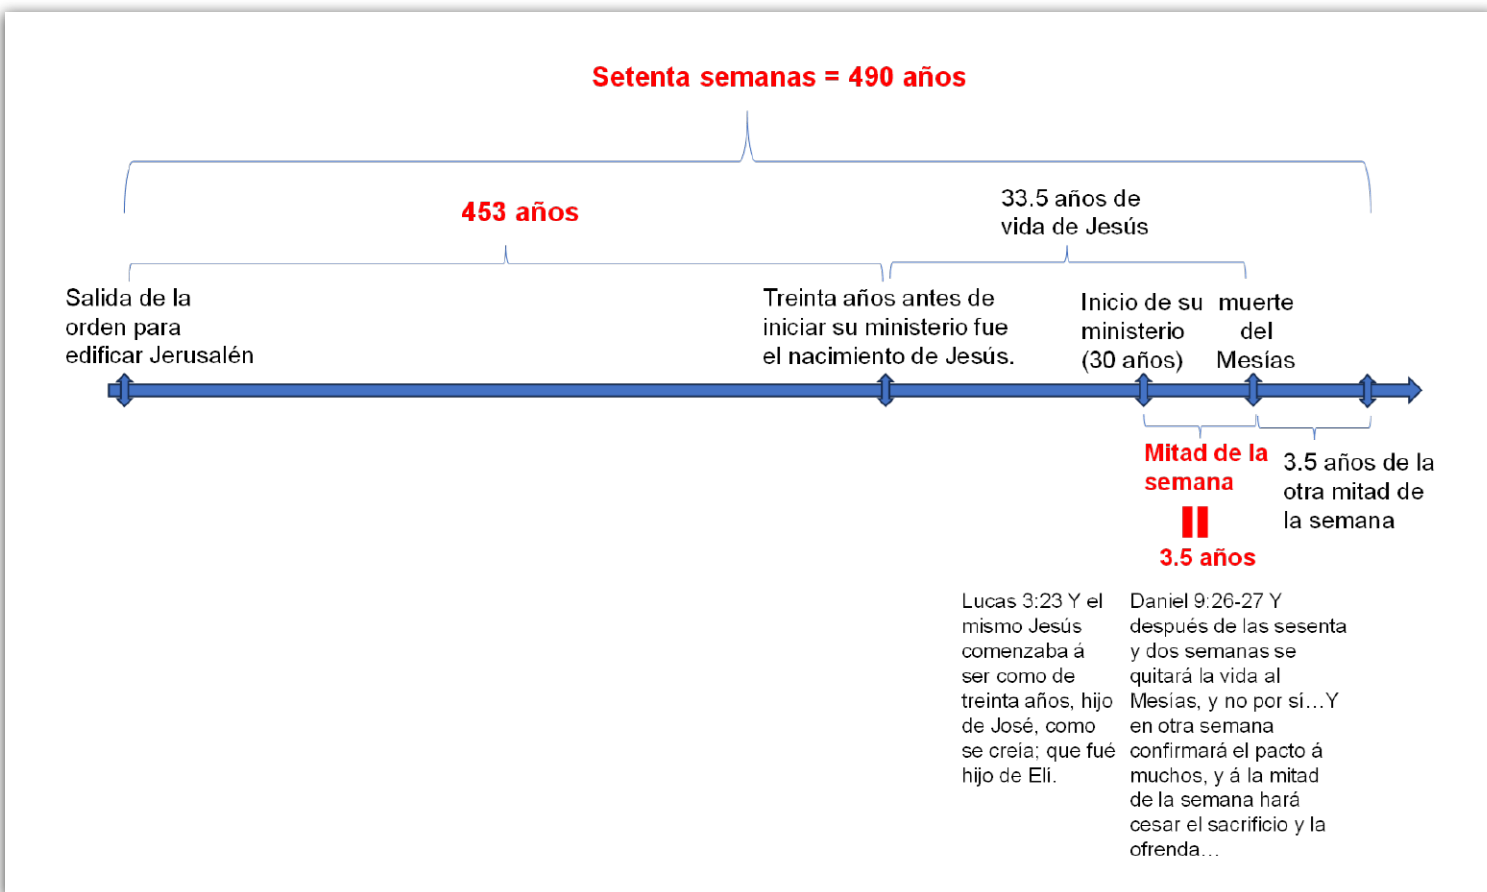 Setenta semanas = 490 años
453 años
33.5 años de
vida de Jesús
Salida de la
orden para
edificar Jerusalén
Treinta años antes de
iniciar su ministerio fue
el nacimiento de Jesús.
Inicio de su
ministerio
(30 años)
muerte
del
Mesías
Mitad de la
semana
3.5 años
3.5 años de la
otra mitad de
la semana
Lucas 3:23 Y el
mismo Jesús
comenzaba á
ser como de
treinta años, hijo
de José, como
se creía; que fué
hijo de Elí.
Daniel 9:26-27 Y
después de las sesenta
y dos semanas se
quitará la vida al
Mesías, y no por sí...Y
en otra semana
confirmará el pacto á
muchos, y á la mitad
de la semana hará
cesar el sacrificio y la
ofrenda...